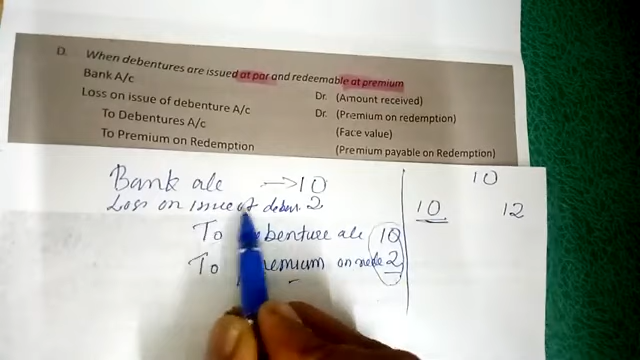 D. When debentures are issued at par and redeemable at premium
Bank A/c Dr. (Amount received)
Loss on issue of debenture A/c Dr. (Premium on redemption)
To Debentures A/c (Face value)
To Premium on Redemption (Premium payable on Redemption)
Bank a/c → 10
Loss on issue of deben. 2
To Debenture a/c 10
To Premium on rede 2
10
10 12